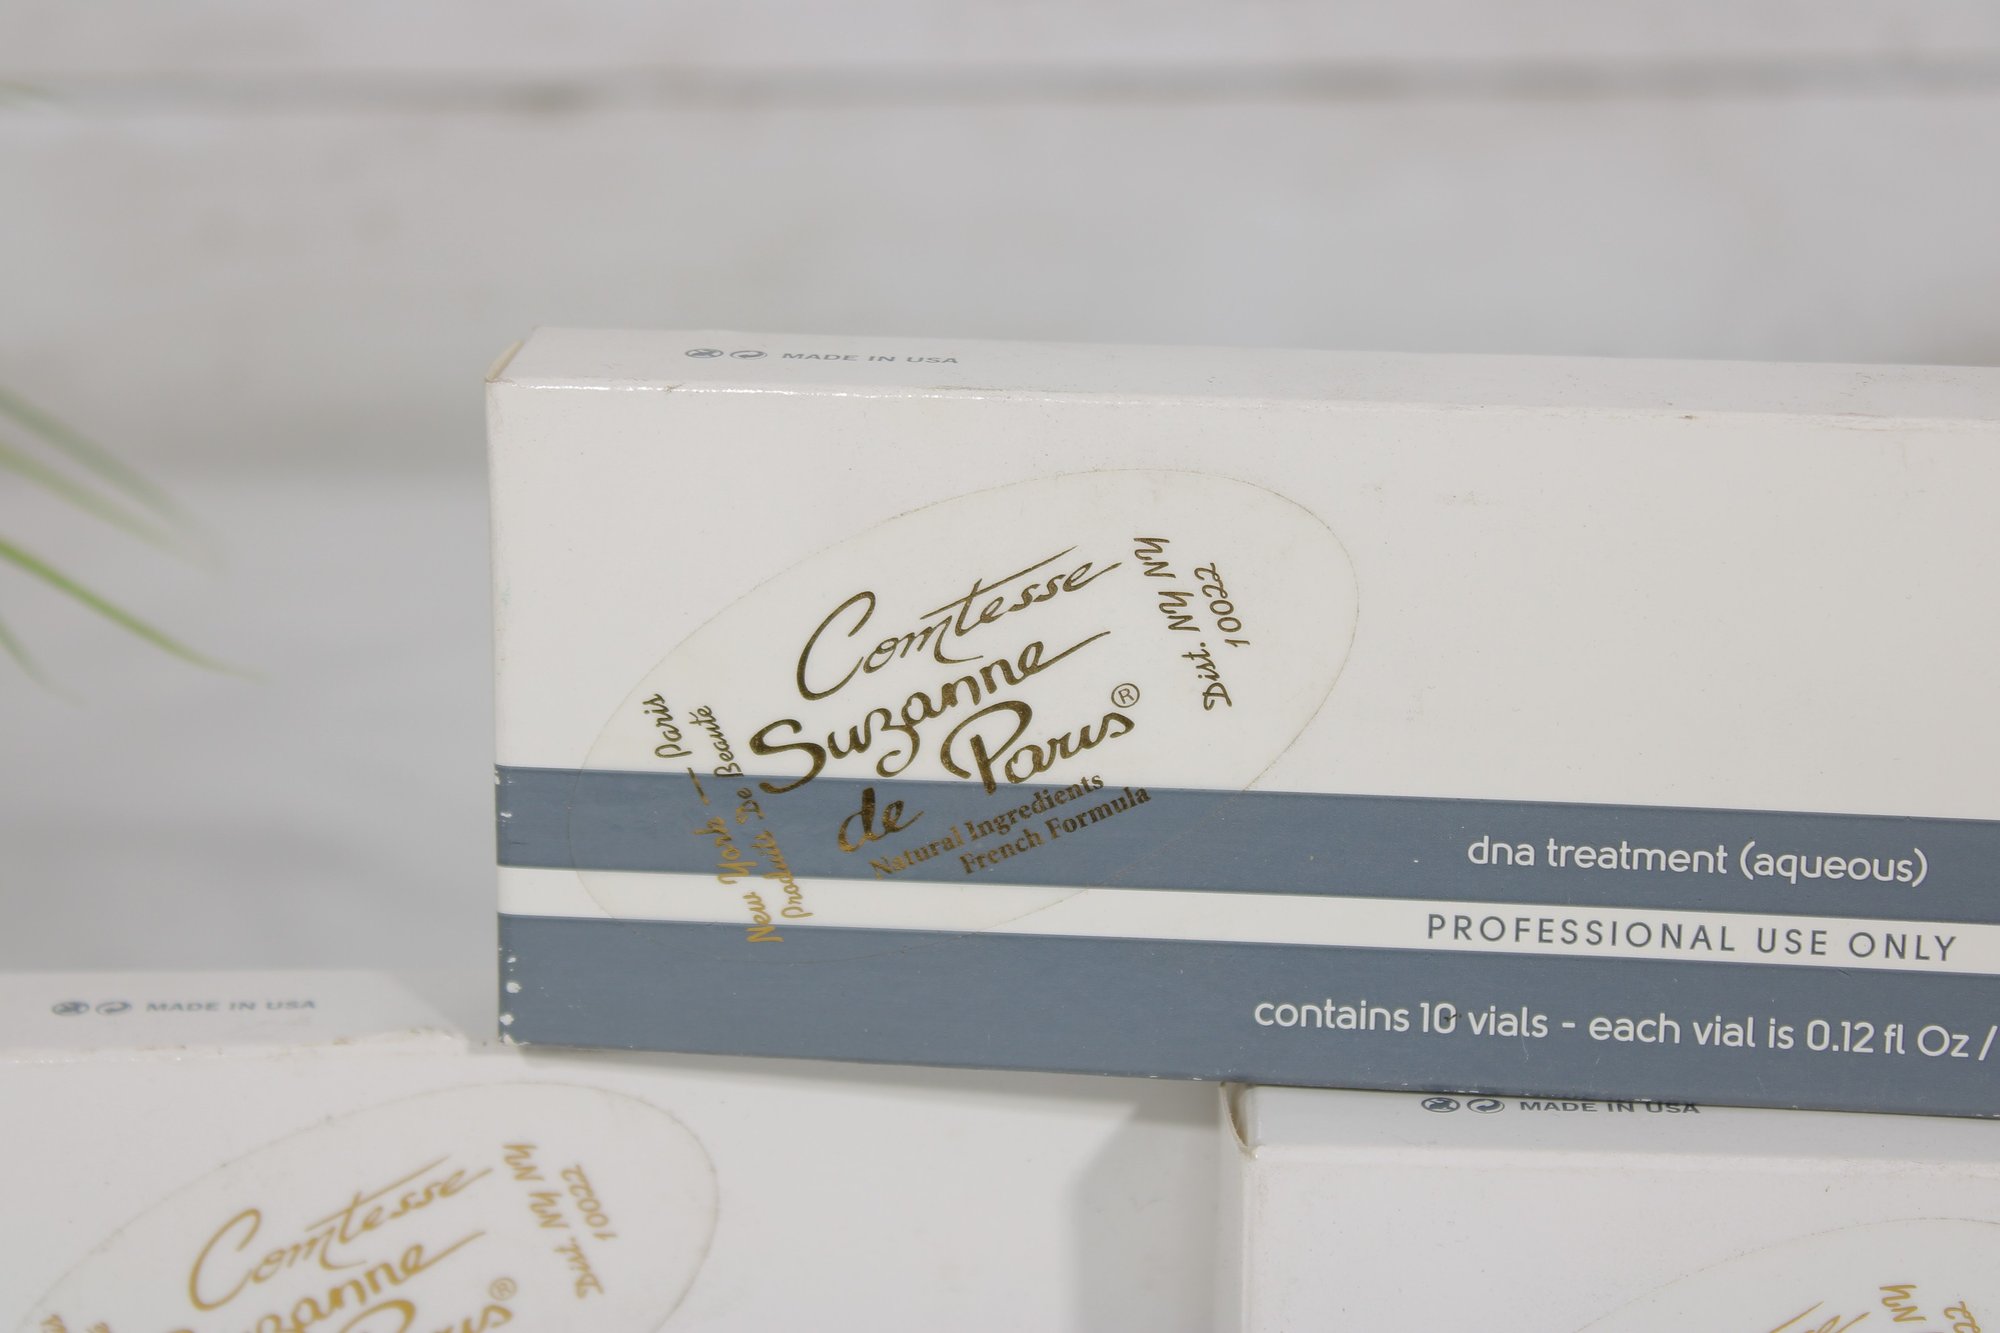 MADE IN USA
Comtesse
Suzanne
de Paris®
Natural Ingredients
French Formula
New York — Paris
Produits De Beauté
Dist. NY NY
10022
dna treatment (aqueous)
PROFESSIONAL USE ONLY
contains 10 vials - each vial is 0.12 fl Oz /
MADE IN USA
Comtesse
Dist. NY NY
10022
MADE IN USA
NY